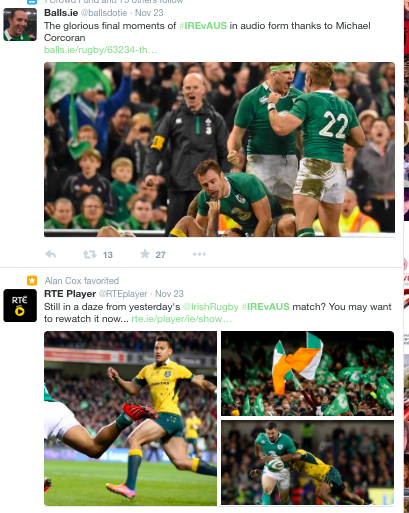 1 Crowd Fund and 73 others follow
Balls.ie @ballsdotie · Nov 23
The glorious final moments of #IREvAUS in audio form thanks to Michael
Corcoran
balls.ie/rugby/63234-th...
22
13
27
Alan Cox favorited
RTÉ
RTE Player @RTEplayer · Nov 23
Still in a daze from yesterday's @IrishRugby #IREvAUS match? You may want
to rewatch it now... rte.ie/player/ie/show...